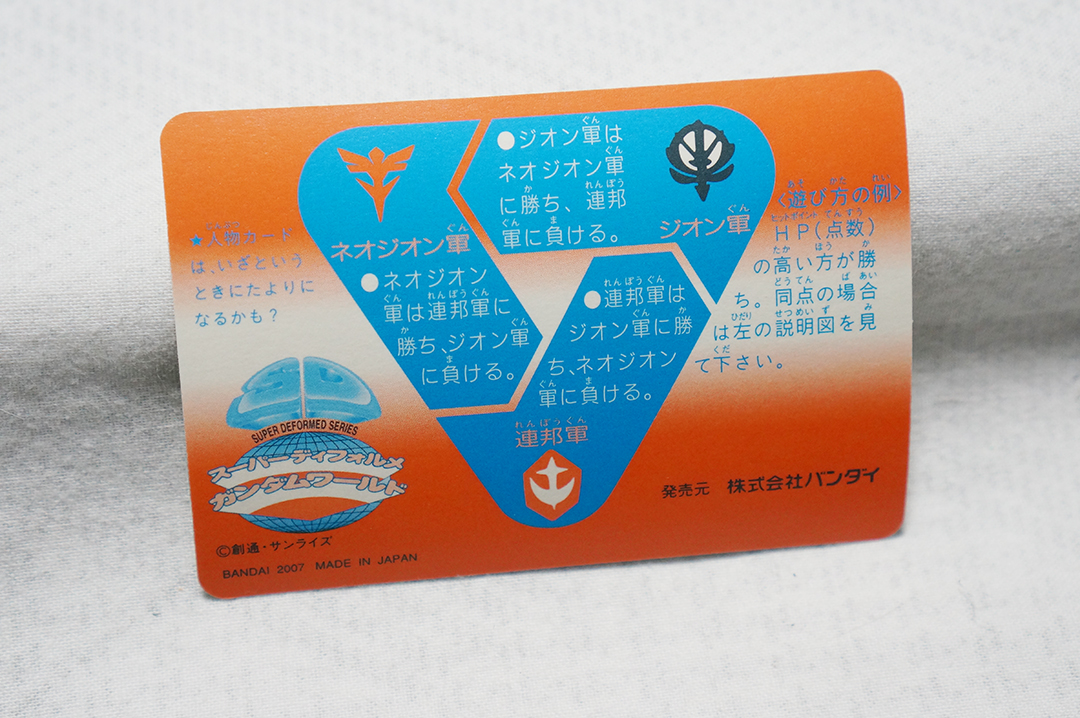 ●ジオン軍は
ネオジオン軍
に勝ち、連邦
軍に負ける。
ジオン軍
ネオジオン軍
●ネオジオン
軍は連邦軍に
勝ち、ジオン軍
に負ける。
●連邦軍は
ジオン軍に勝
ち、ネオジオン
軍に負ける。
連邦軍
★人物カード
は、いざという
ときにたよりに
なるかも?
〈遊び方の例〉
HP(点数)
の高い方が勝
ち。同点の場合
は左の説明図を見
て下さい。
SUPER DEFORMED SERIES
スーパーディフォルメ
ガンダムワールド
発売元 株式会社バンダイ
©創通・サンライズ
BANDAI 2007 MADE IN JAPAN